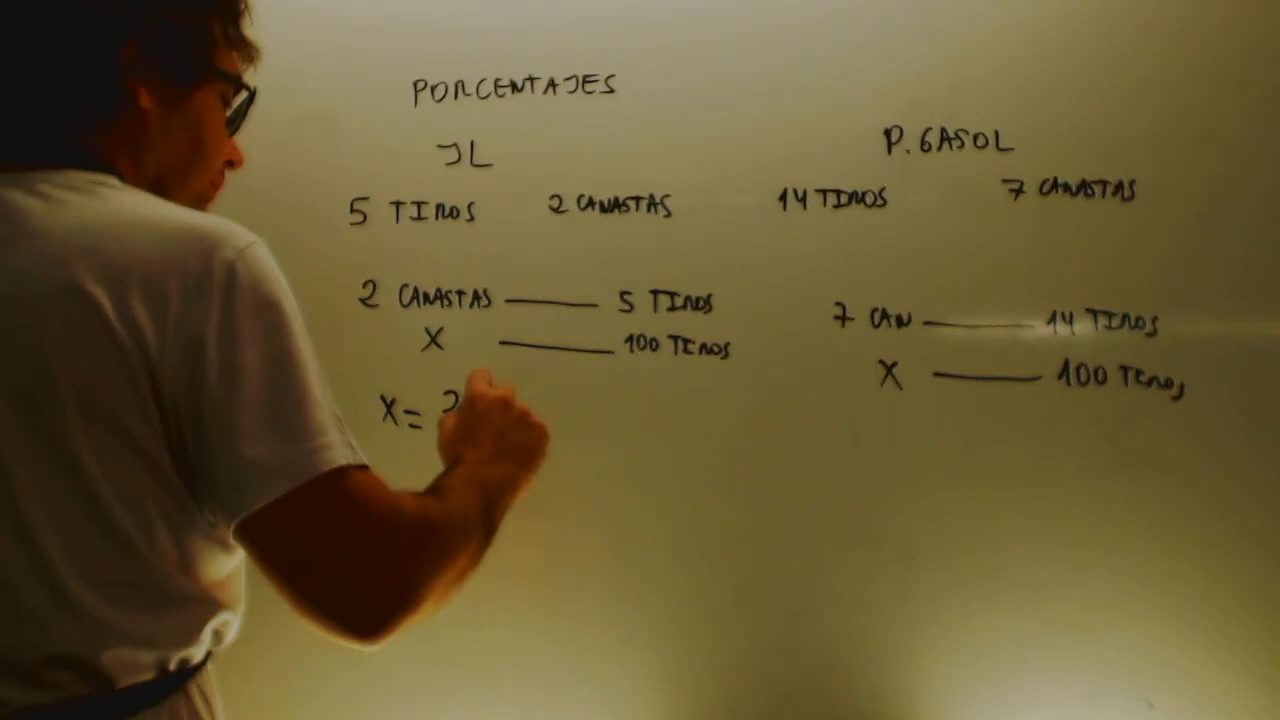 PORCENTAJES
JL
5 TIROS 2 CANASTAS
2 CANASTAS —— 5 TIROS
X —— 100 TIROS
X = 2
P. GASOL
14 TIROS 7 CANASTAS
7 CAN —— 14 TIROS
X —— 100 TIROS